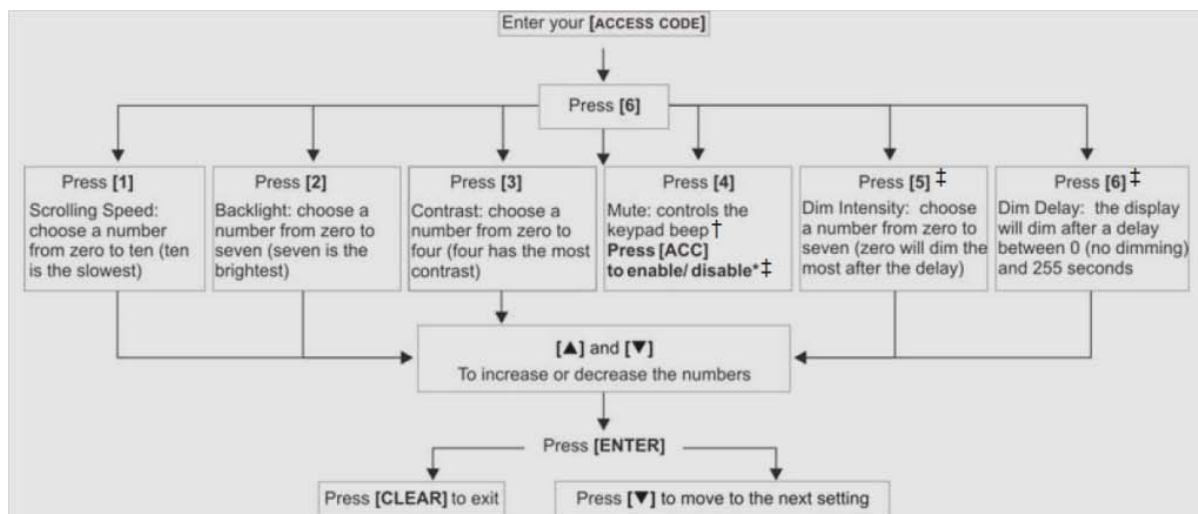 Enter your [ACCESS CODE]
Press [6]
Press [1]
Scrolling Speed:
choose a number
from zero to ten (ten
is the slowest)
Press [2]
Backlight: choose a
number from zero to
seven (seven is the
brightest)
Press [3]
Contrast: choose a
number from zero to
four (four has the most
contrast)
Press [4]
Mute: controls the
keypad beep†
Press [ACC]
to enable/ disable*‡
Press [5]‡
Dim Intensity: choose
a number from zero to
seven (zero will dim the
most after the delay)
Press [6]‡
Dim Delay: the display
will dim after a delay
between 0 (no dimming)
and 255 seconds
[▲] and [▼]
To increase or decrease the numbers
Press [ENTER]
Press [CLEAR] to exit
Press [▼] to move to the next setting